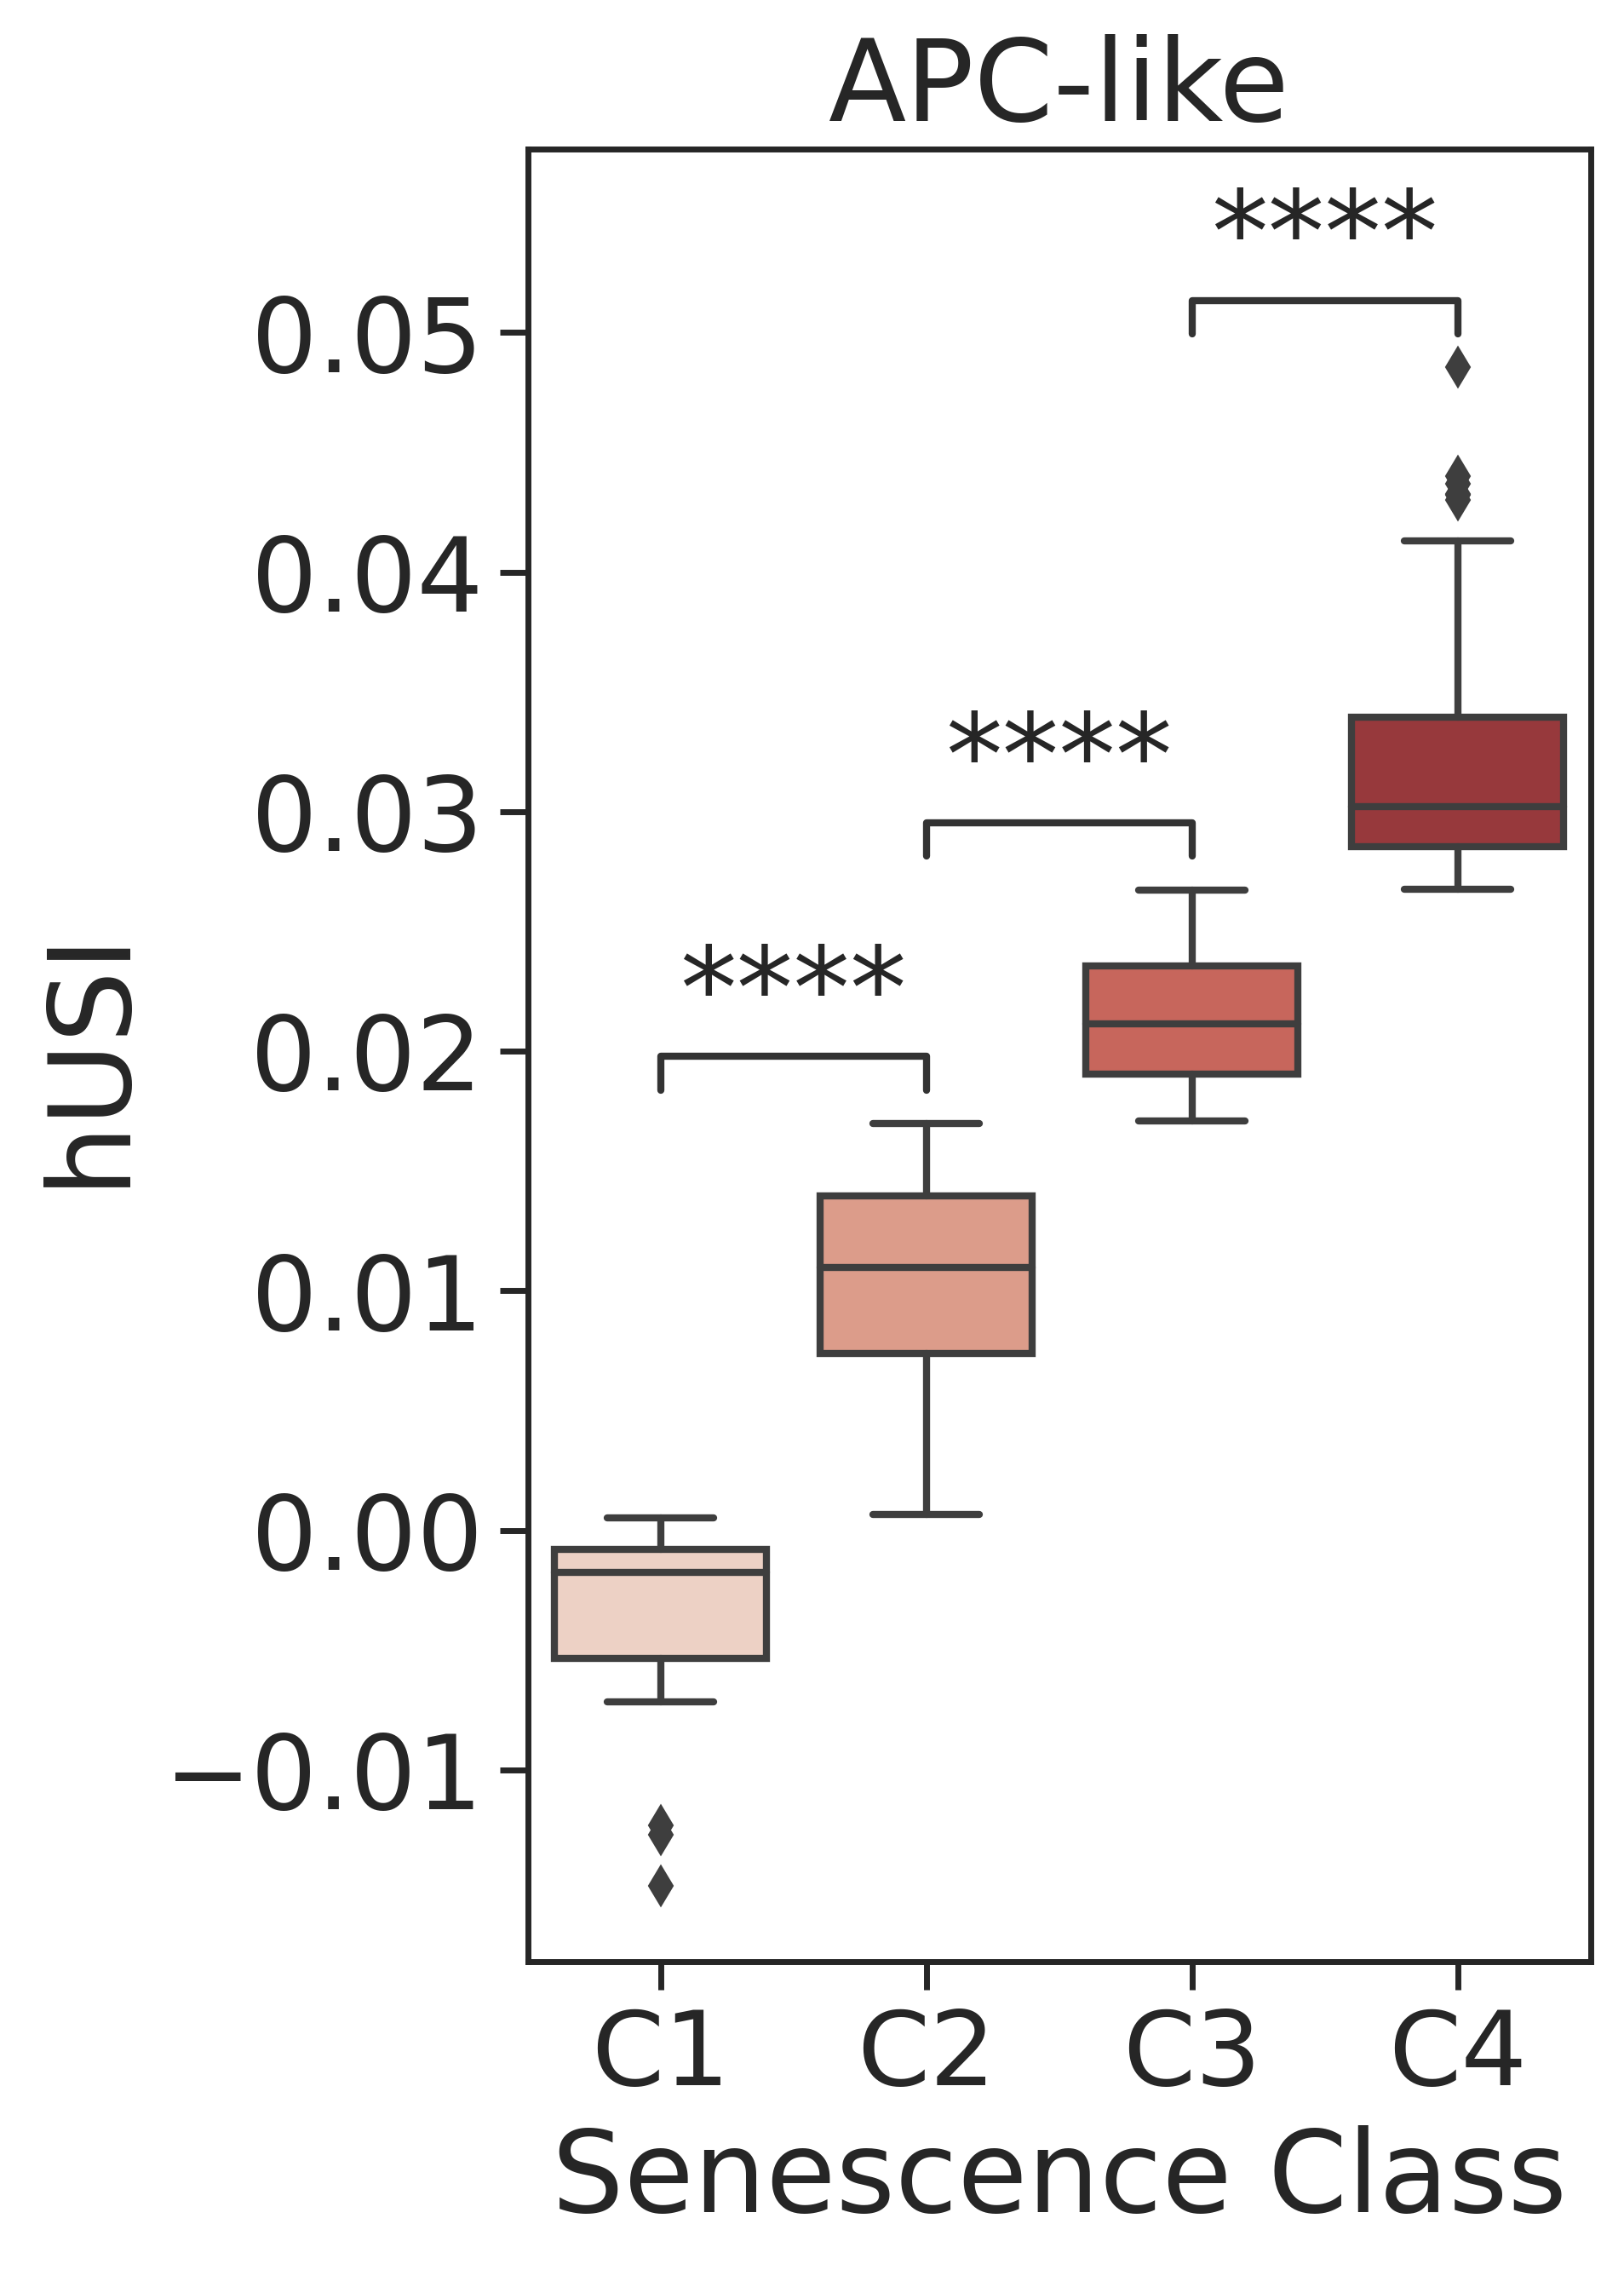 APC-like
****
0.05
0.04
****
0.03
****
0.02
hUSI
0.01
0.00
−0.01
C1 C2 C3 C4
Senescence Class